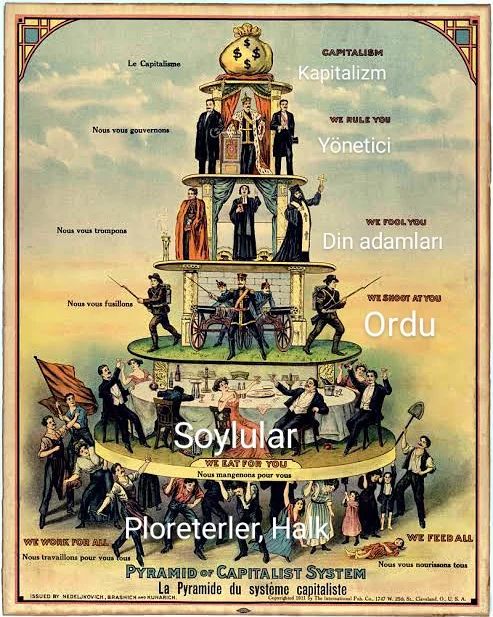 CAPITALISM
Le Capitalisme
Kapitalizm
WE RULE YOU
Nous vous gouvernons
Yönetici
WE FOOL YOU
Nous vous trompons
Din adamları
WE SHOOT AT YOU
Nous vous fusillons
Ordu
Soylular
WE EAT FOR YOU
Nous mangenons pour vous
Ploreterler, Halk
WE WORK FOR ALL
WE FEED ALL
Nous travaillons pour vous tous
Nous vous nourissons tous
PYRAMID OF CAPITALIST SYSTEM
La Pyramide du système capitaliste
ISSUED BY NEDELJKOVICH, BRASHICH AND KUHARICH.
Copyrighted 1911 by The International Pub. Co., 1747 W. 25th St., Cleveland, O., U. S. A.